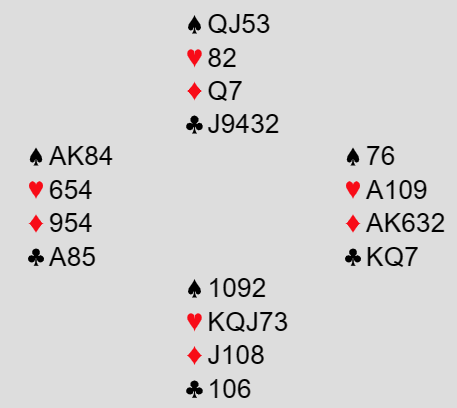 ♠ QJ53
♥ 82
♦ Q7
♣ J9432
♠ AK84
♥ 654
♦ 954
♣ A85
♠ 76
♥ A109
♦ AK632
♣ KQ7
♠ 1092
♥ KQJ73
♦ J108
♣ 106